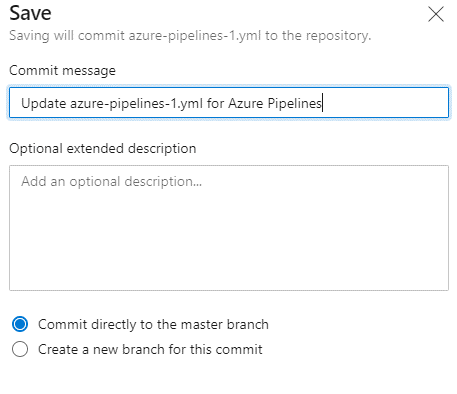 Save
Saving will commit azure-pipelines-1.yml to the repository.
Commit message
Update azure-pipelines-1.yml for Azure Pipelines
Optional extended description
Add an optional description...
Commit directly to the master branch
Create a new branch for this commit